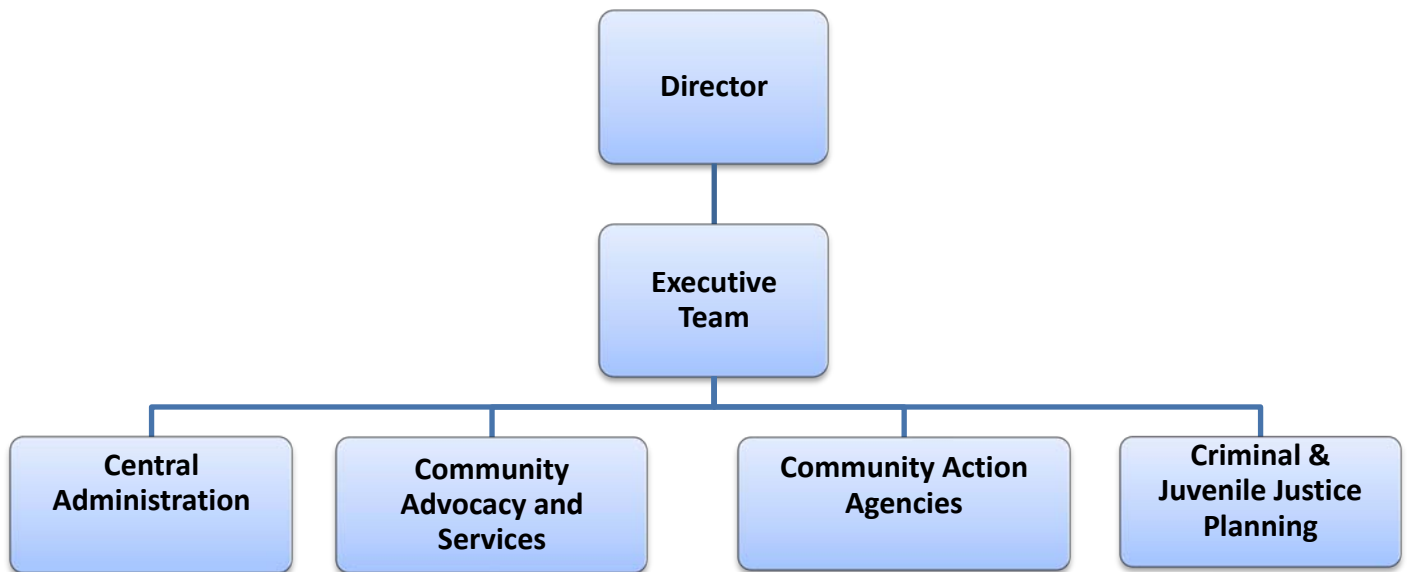 Director
Executive
Team
Central
Administration
Community
Advocacy and
Services
Community Action
Agencies
Criminal &
Juvenile Justice
Planning